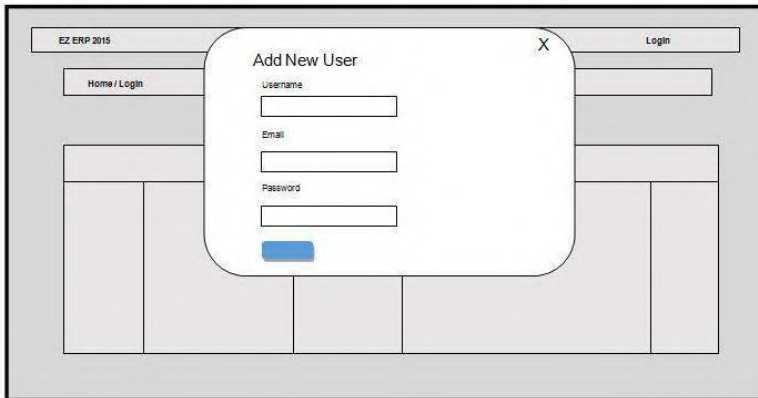 EZ ERP 2015
Login
Home / Login
X
Add New User
Username
Email
Password